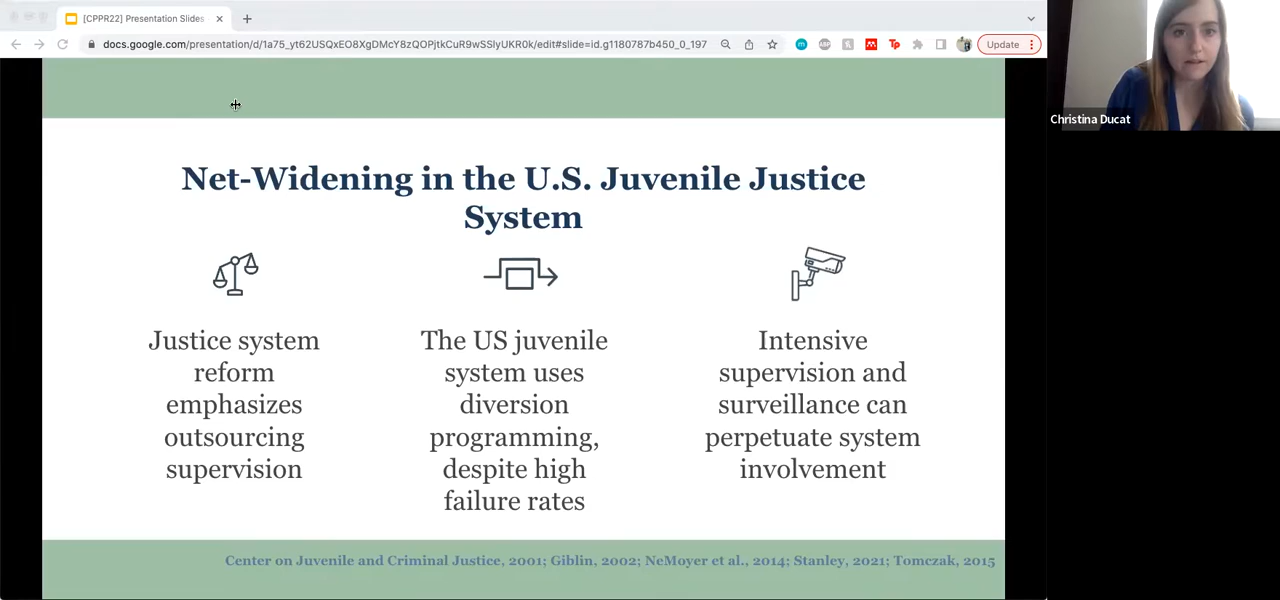 [CPPR22] Presentation Slides
docs.google.com/presentation/d/1a75_yt62USQxEO8XgDMcY8zQOPjtkCuR9wSSlyUKR0k/edit#slide=id.g1180787b450_0_197
ABP
Tp
Update
Christina Ducat
Net-Widening in the U.S. Juvenile Justice
System
Justice system
reform
emphasizes
outsourcing
supervision
The US juvenile
system uses
diversion
programming,
despite high
failure rates
Intensive
supervision and
surveillance can
perpetuate system
involvement
Center on Juvenile and Criminal Justice, 2001; Giblin, 2002; NeMoyer et al., 2014; Stanley, 2021; Tomczak, 2015